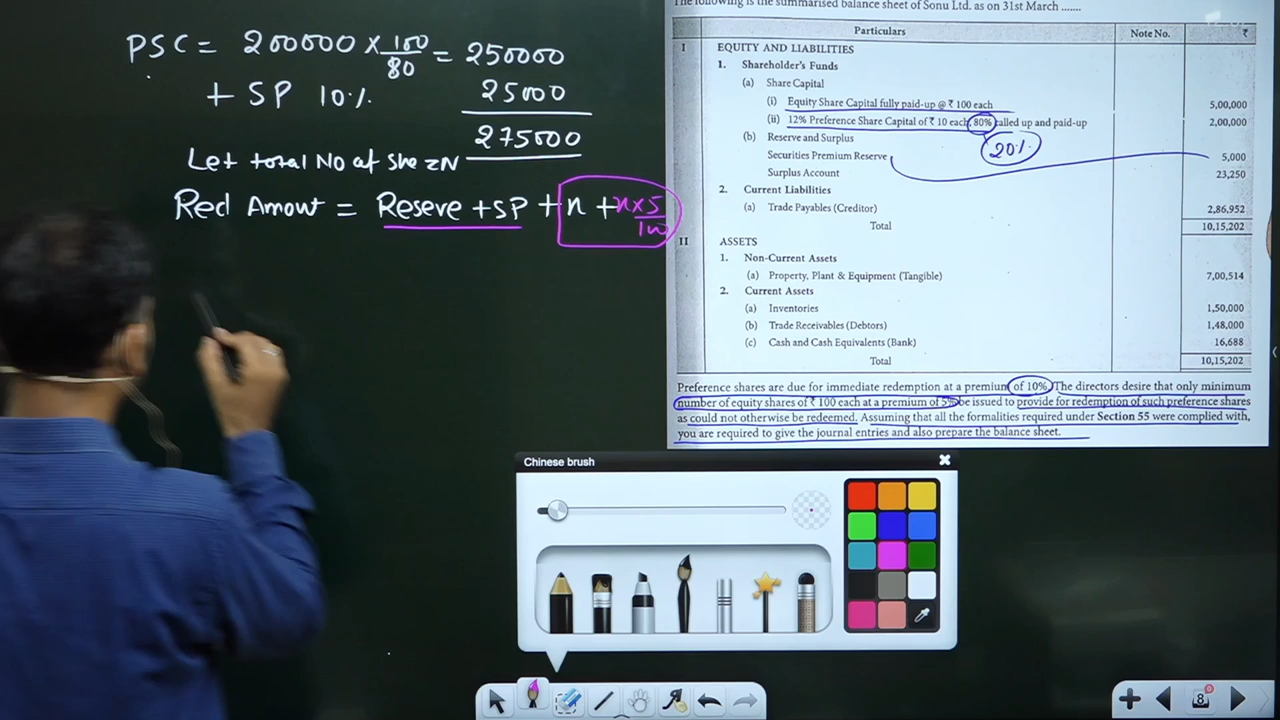 PSC = 200000 × 100/80 = 250000
+ SP 10% 25000
275000
Let total No of She = N
Red Amout = Reseve + SP + n + n×5/100
The following is the summarised balance sheet of Sonu Ltd. as on 31st March .......
Particulars Note No. ₹
I EQUITY AND LIABILITIES
1. Shareholder's Funds
(a) Share Capital
(i) Equity Share Capital fully paid-up @ ₹ 100 each 5,00,000
(ii) 12% Preference Share Capital of ₹ 10 each, 80% called up and paid-up 2,00,000
(b) Reserve and Surplus 20%
Securities Premium Reserve 5,000
Surplus Account 23,250
2. Current Liabilities
(a) Trade Payables (Creditor) 2,86,952
Total 10,15,202
II ASSETS
1. Non-Current Assets
(a) Property, Plant & Equipment (Tangible) 7,00,514
2. Current Assets
(a) Inventories 1,50,000
(b) Trade Receivables (Debtors) 1,48,000
(c) Cash and Cash Equivalents (Bank) 16,688
Total 10,15,202
Preference shares are due for immediate redemption at a premium of 10%. The directors desire that only minimum
number of equity shares of ₹ 100 each at a premium of 5% be issued to provide for redemption of such preference shares
as could not otherwise be redeemed. Assuming that all the formalities required under Section 55 were complied with,
you are required to give the journal entries and also prepare the balance sheet.
Chinese brush
8